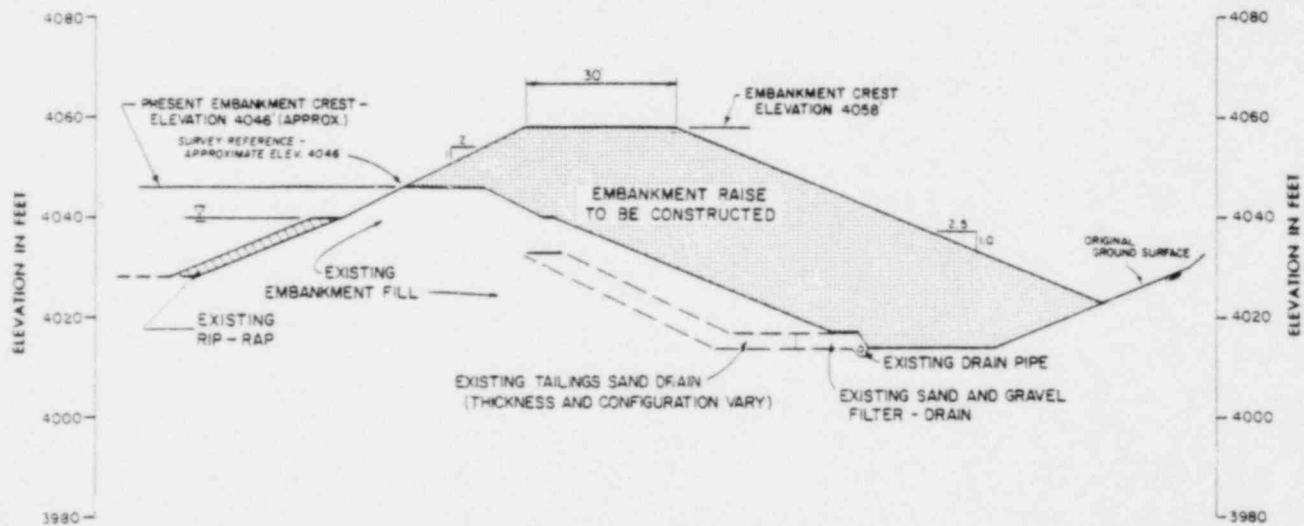 4080
4080
30'
PRESENT EMBANKMENT CREST -
ELEVATION 4046' (APPROX.)
EMBANKMENT CREST
ELEVATION 4058'
4060
4060
SURVEY REFERENCE -
APPROXIMATE ELEV. 4046
2
1
EMBANKMENT RAISE
TO BE CONSTRUCTED
4040
4040
2.5
1.0
ORIGINAL
GROUND SURFACE
ELEVATION IN FEET
ELEVATION IN FEET
EXISTING
EMBANKMENT FILL
4020
4020
EXISTING
RIP - RAP
EXISTING DRAIN PIPE
EXISTING TAILINGS SAND DRAIN
(THICKNESS AND CONFIGURATION VARY)
EXISTING SAND AND GRAVEL
FILTER - DRAIN
4000
4000
3980
3980